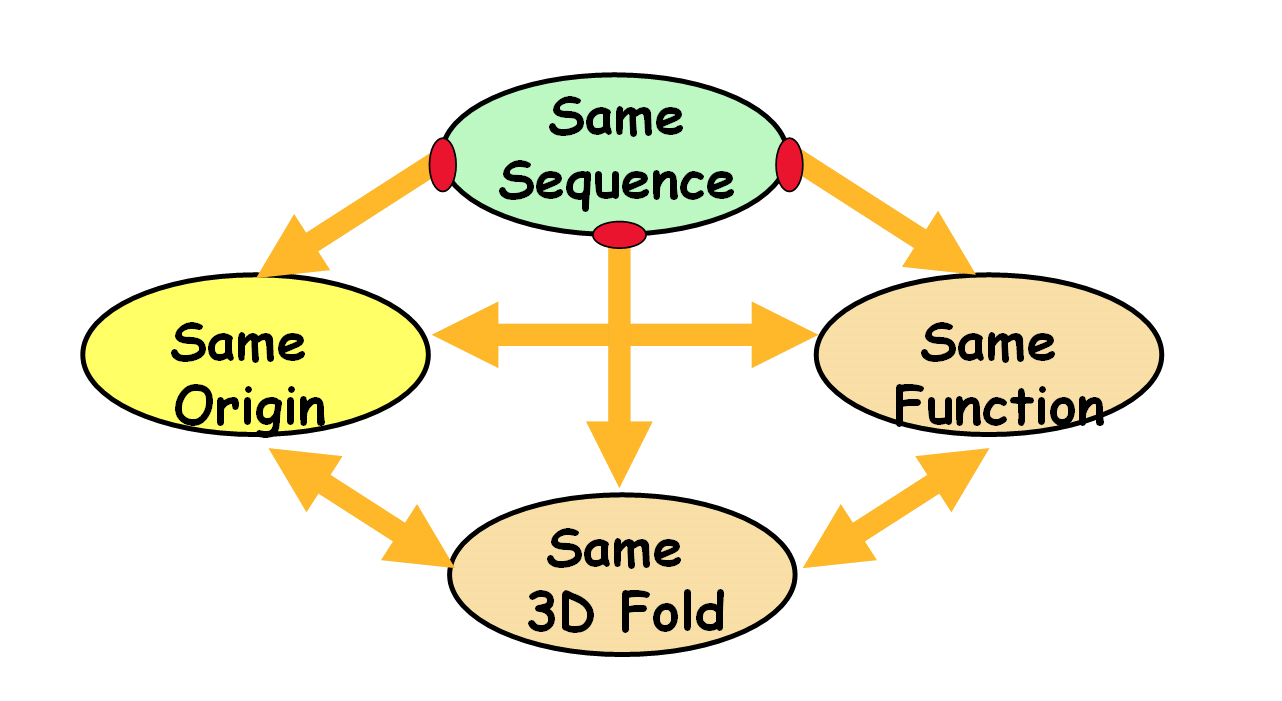 Same
Sequence
Same
Origin
Same
Function
Same
3D Fold